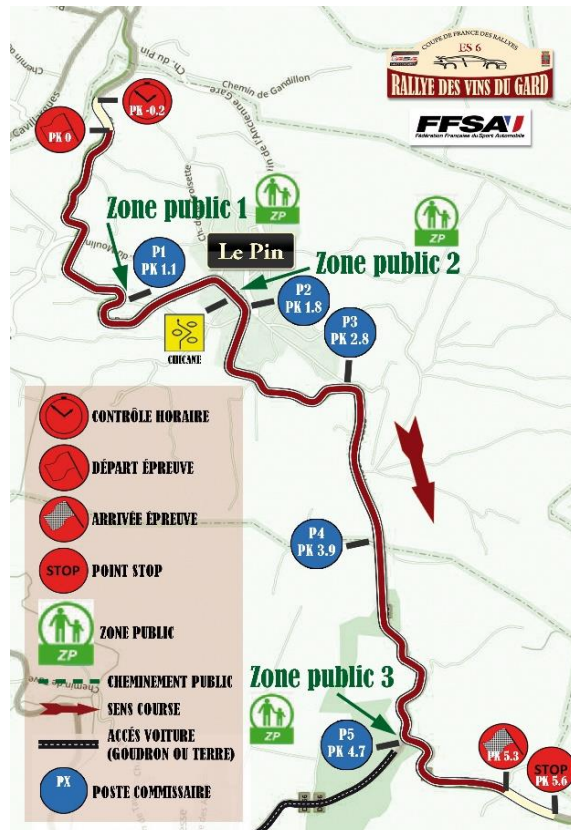 COUPE DE FRANCE DES RALLYES
ES 6
RALLYE DES VINS DU GARD
FFSA
Fédération Française du Sport Automobile
Ch. du Pin
Chemin de Gandillon
Cavillargues
PK -0.2
PK 0
Zone public 1
ZP
ZP
Le Pin
Zone public 2
P1
PK 1.1
P2
PK 1.8
P3
PK 2.8
CHICANE
CONTRÔLE HORAIRE
DÉPART ÉPREUVE
ARRIVÉE ÉPREUVE
STOP
POINT STOP
ZP
ZONE PUBLIC
CHEMINEMENT PUBLIC
SENS COURSE
ACCÈS VOITURE
(GOUDRON OU TERRE)
PX
POSTE COMMISSAIRE
P4
PK 3.9
Zone public 3
ZP
P5
PK 4.7
PK 5.3
STOP
PK 5.6